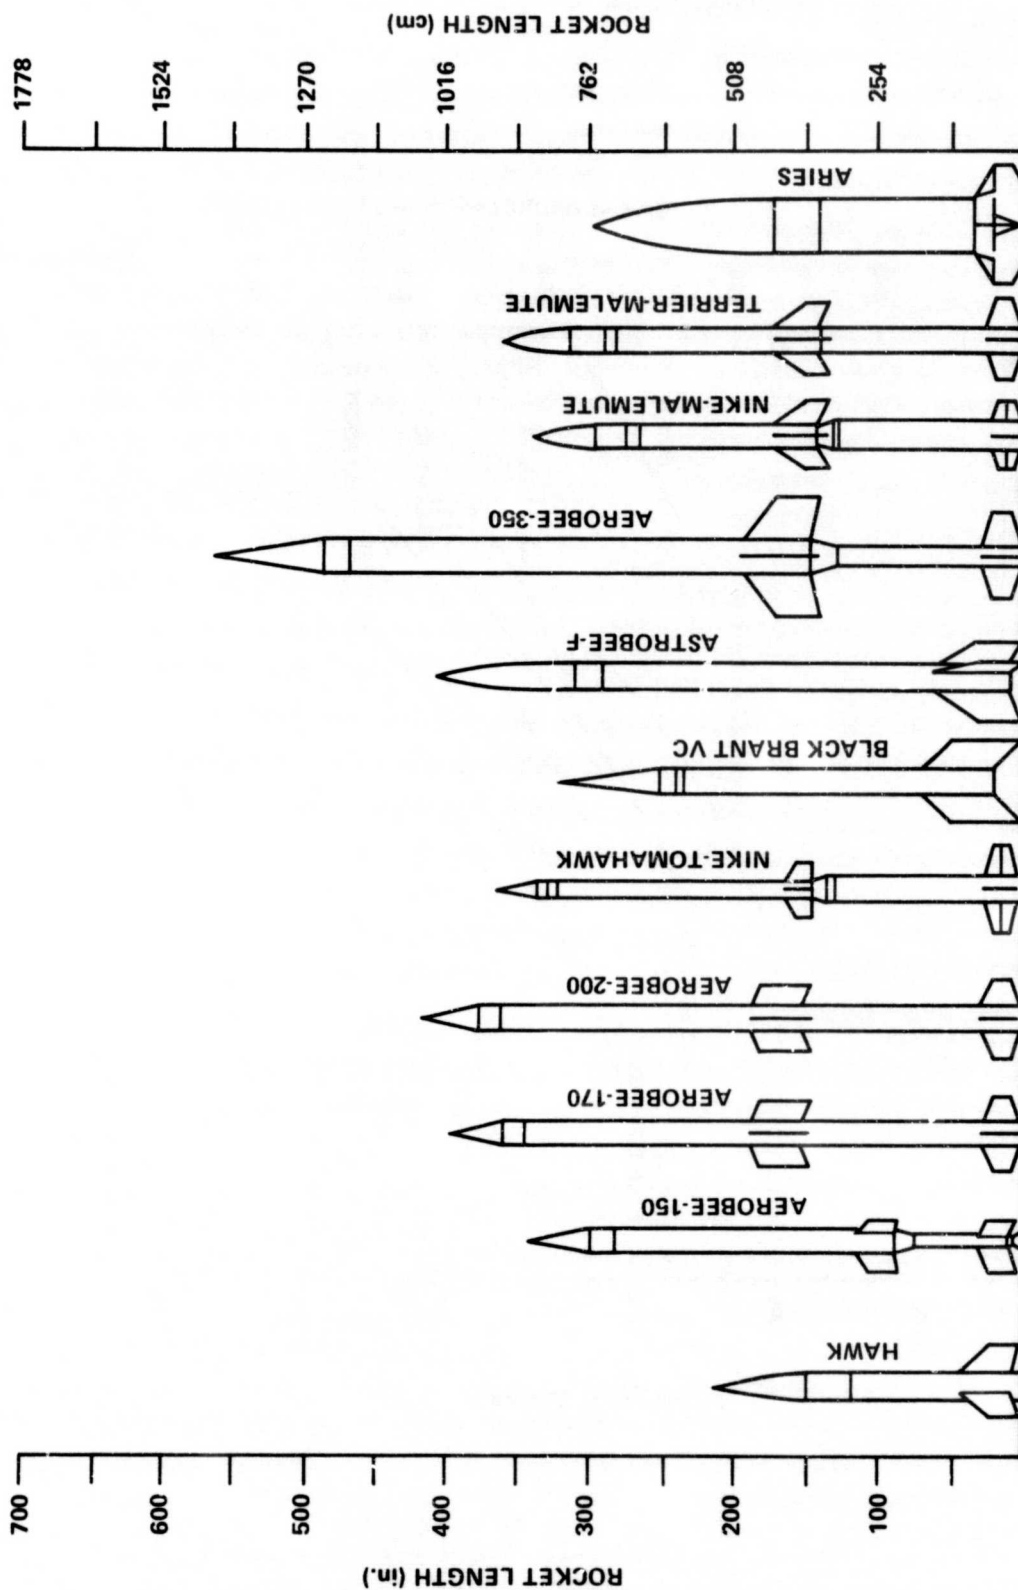 ROCKET LENGTH (in.)
700
600
500
400
300
200
100
HAWK
AEROBEE-150
AEROBEE-170
AEROBEE-200
NIKE-TOMAHAWK
BLACK BRANT VC
ASTROBEE-F
AEROBEE-350
NIKE-MALEMUTE
TERRIER-MALEMUTE
ARIES
1778
1524
1270
1016
762
508
254
ROCKET LENGTH (cm)